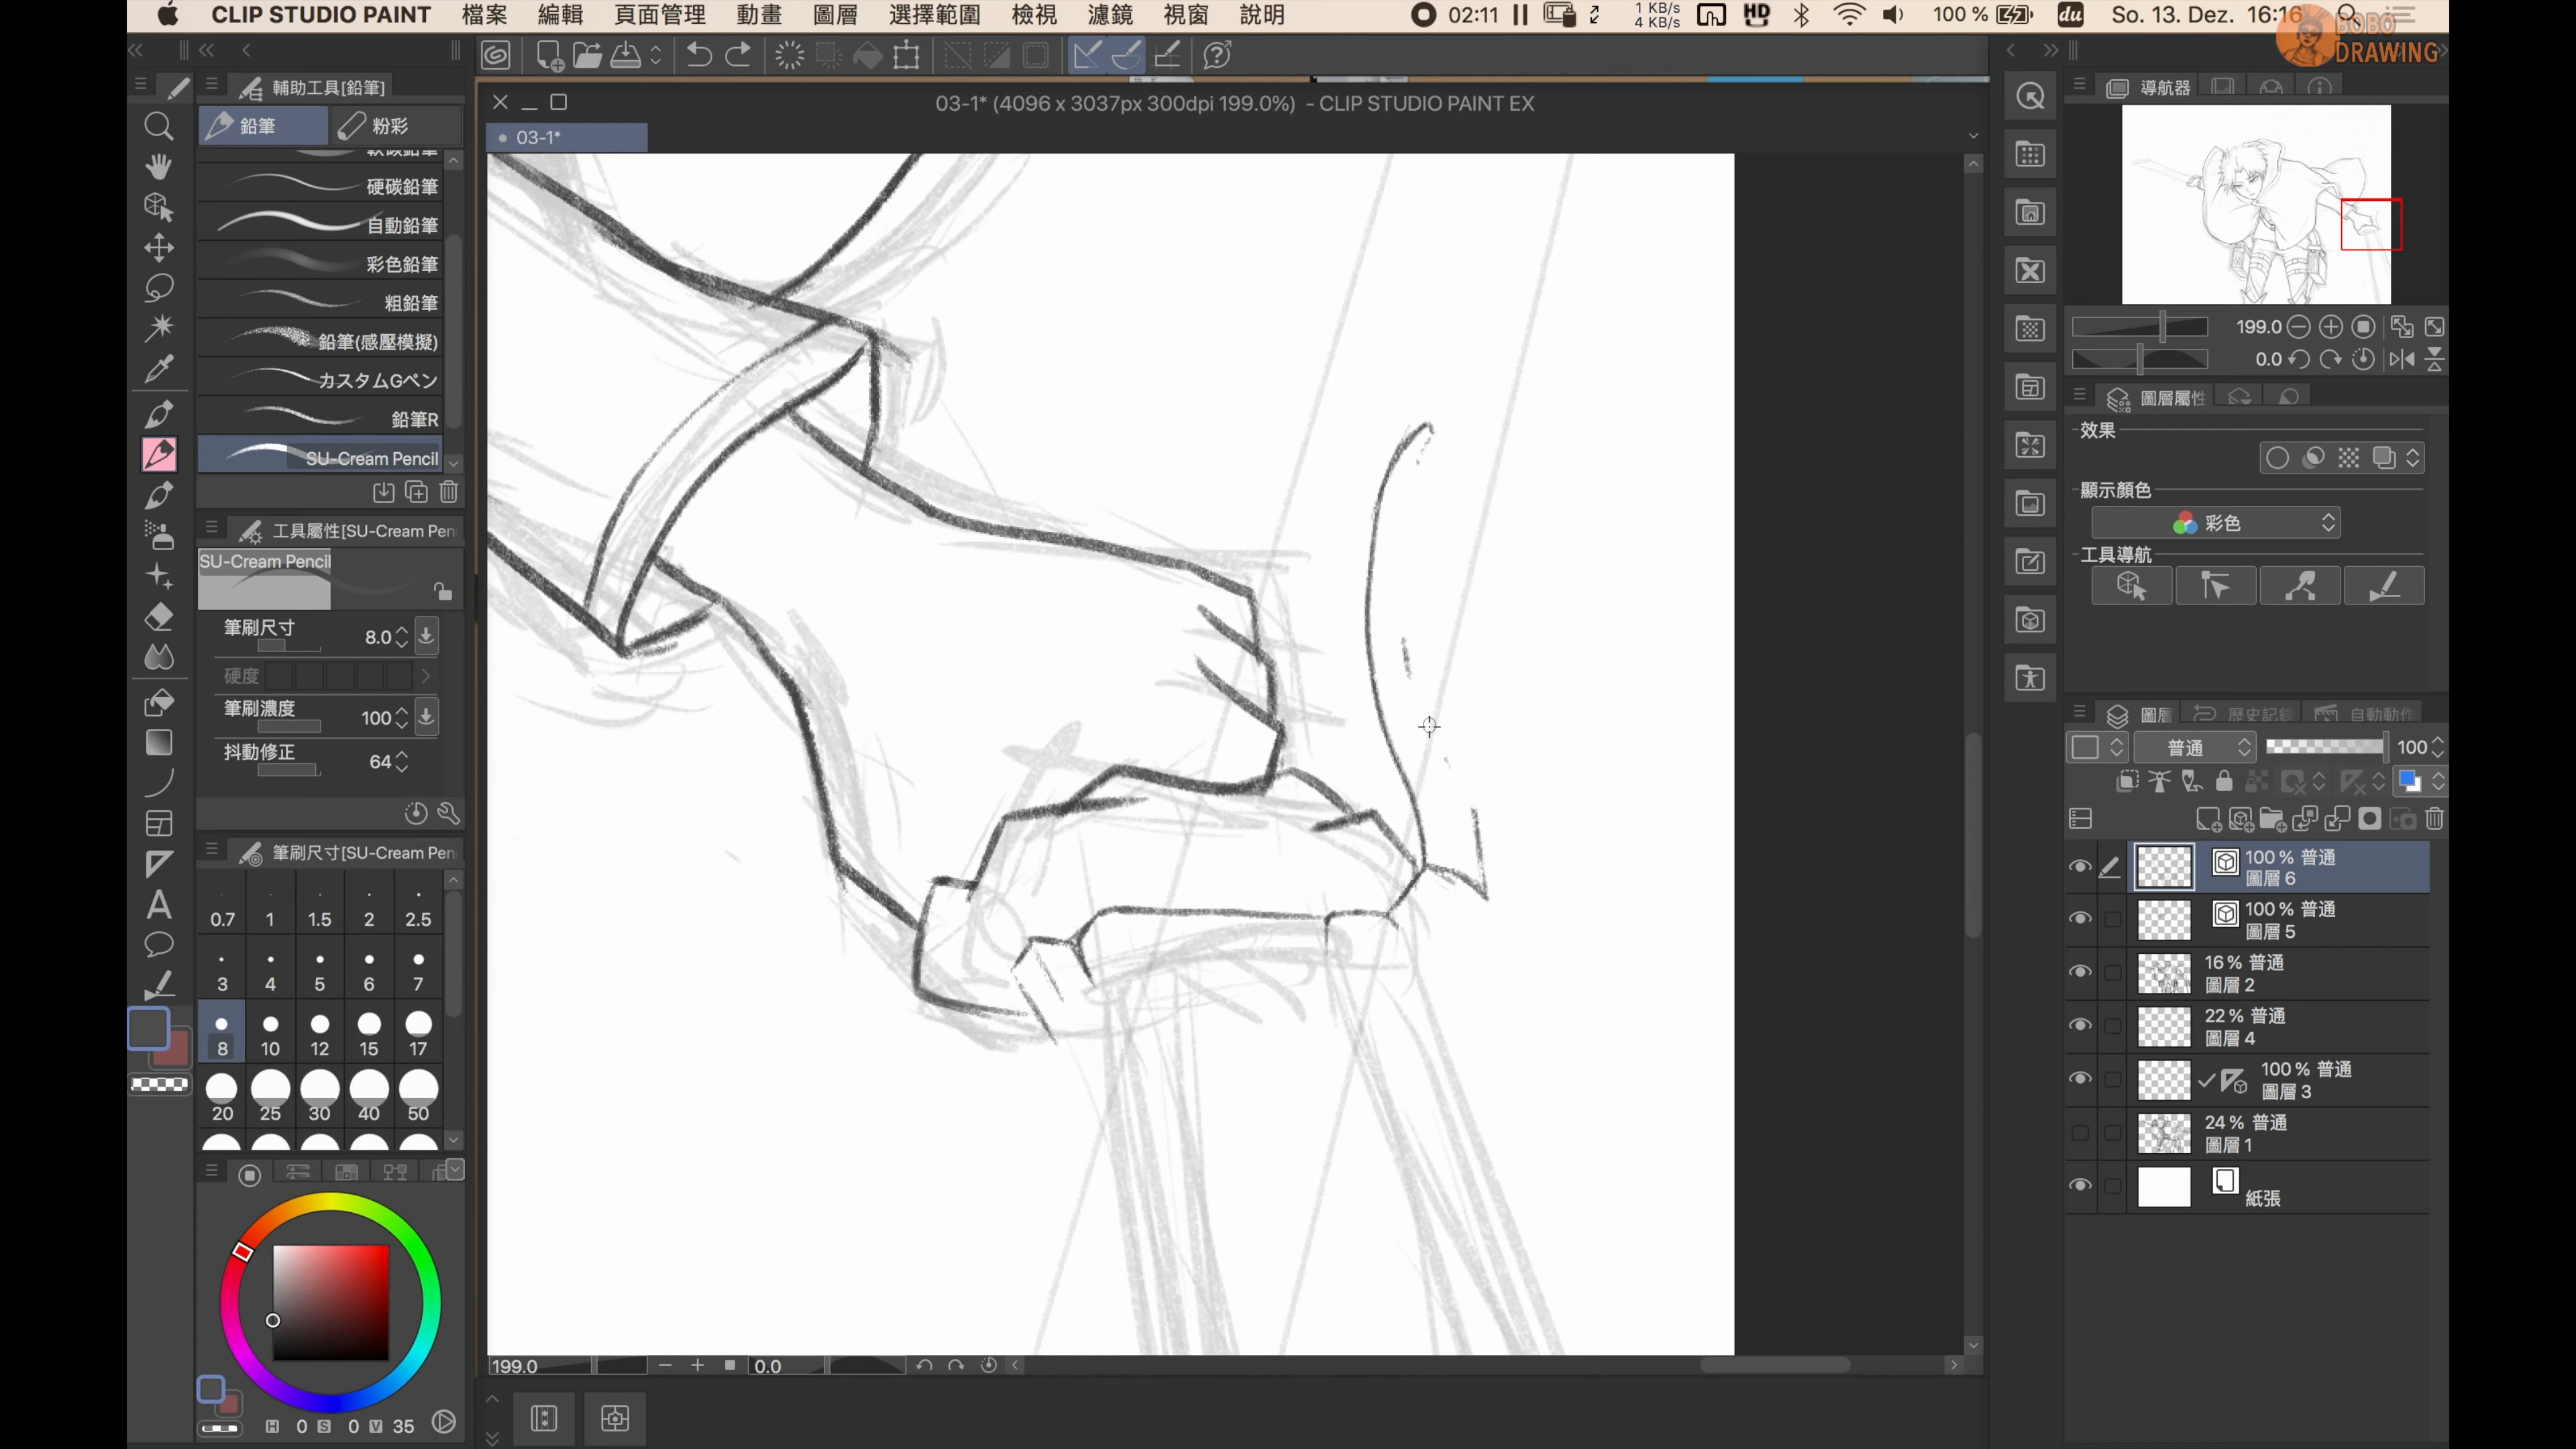 CLIP STUDIO PAINT 檔案 編輯 頁面管理 動畫 圖層 選擇範圍 檢視 濾鏡 視窗 說明 02:11 1 KB/s 4 KB/s HD 100 % du So. 13. Dez. 16:16
BOBO
DRAWING
輔助工具[鉛筆]
鉛筆 粉彩
硬碳鉛筆
自動鉛筆
彩色鉛筆
粗鉛筆
鉛筆(感壓模擬)
カスタムGペン
鉛筆R
SU-Cream Pencil
工具屬性[SU-Cream Pen
SU-Cream Pencil
筆刷尺寸 8.0
硬度
筆刷濃度 100
抖動修正 64
筆刷尺寸[SU-Cream Pen
0.7 1 1.5 2 2.5
3 4 5 6 7
8 10 12 15 17
20 25 30 40 50
H 0 S 0 V 35
03-1* (4096 x 3037px 300dpi 199.0%) - CLIP STUDIO PAINT EX
03-1*
199.0 0.0
導航器
199.0
0.0
圖層屬性
效果
顯示顏色
彩色
工具導航
圖層 歷史記錄 自動動作
普通 100
100 % 普通
圖層 6
100 % 普通
圖層 5
16 % 普通
圖層 2
22 % 普通
圖層 4
100 % 普通
圖層 3
24 % 普通
圖層 1
紙張